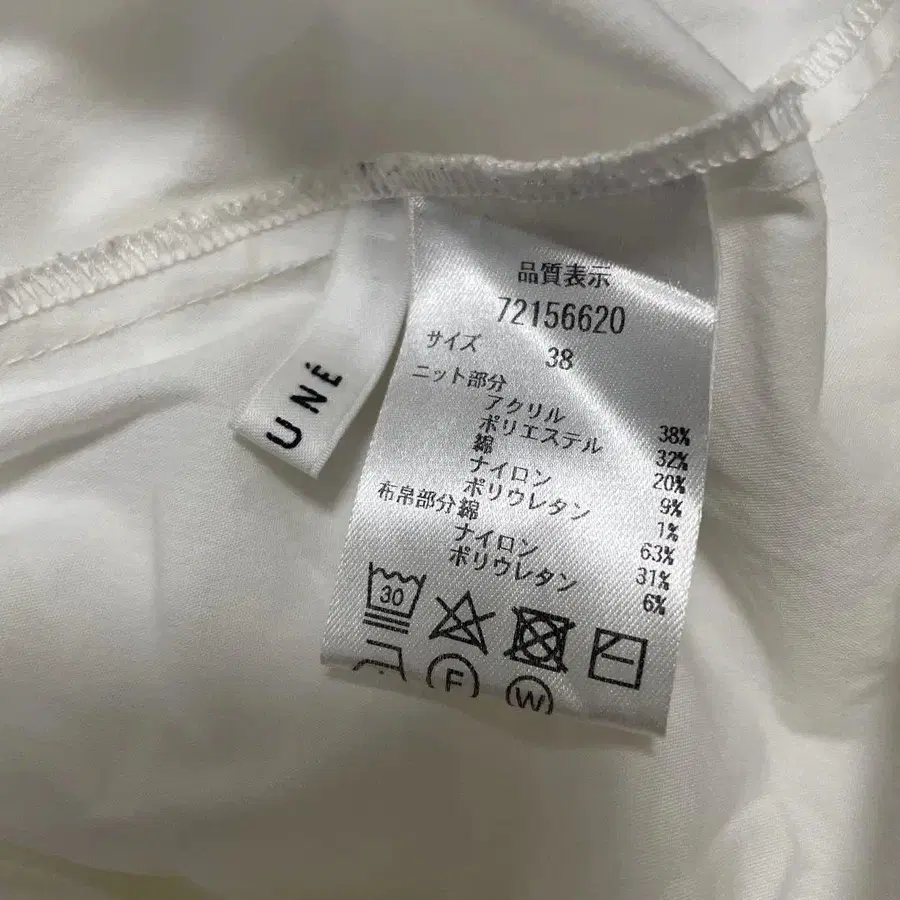 UNÉ
品質表示
72156620
サイズ 38
ニット部分
アクリル 38%
ポリエステル 32%
綿 20%
ナイロン 9%
ポリウレタン 1%
布帛部分綿 63%
ナイロン 31%
ポリウレタン 6%
30
F
W